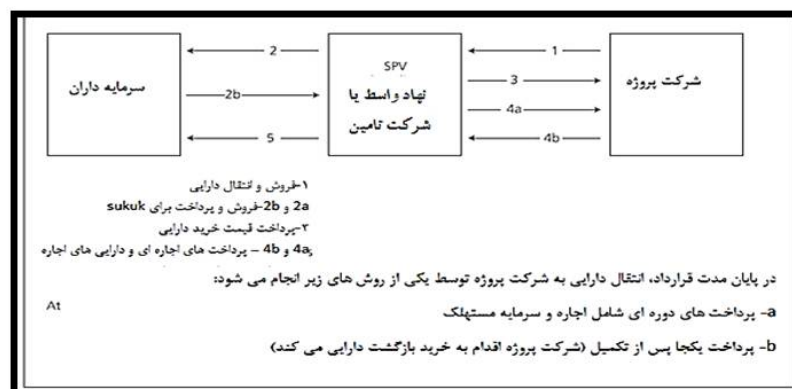 سرمایه داران
2
2b
5
SPV
نهاد واسط یا
شرکت تامین
1
3
4a
4b
شرکت پروژه
۱-فروش و انتقال دارایی
2a و 2b-فروش و پرداخت برای sukuk
۳-پرداخت قیمت خرید دارایی
4a و 4b – پرداخت های اجاره ای و دارایی های اجاره
در پایان مدت قرارداد، انتقال دارایی به شرکت پروژه توسط یکی از روش های زیر انجام می شود:
At
a- پرداخت های دوره ای شامل اجاره و سرمایه مستهلک
b- پرداخت یکجا پس از تکمیل (شرکت پروژه اقدام به خرید بازگشت دارایی می کند)